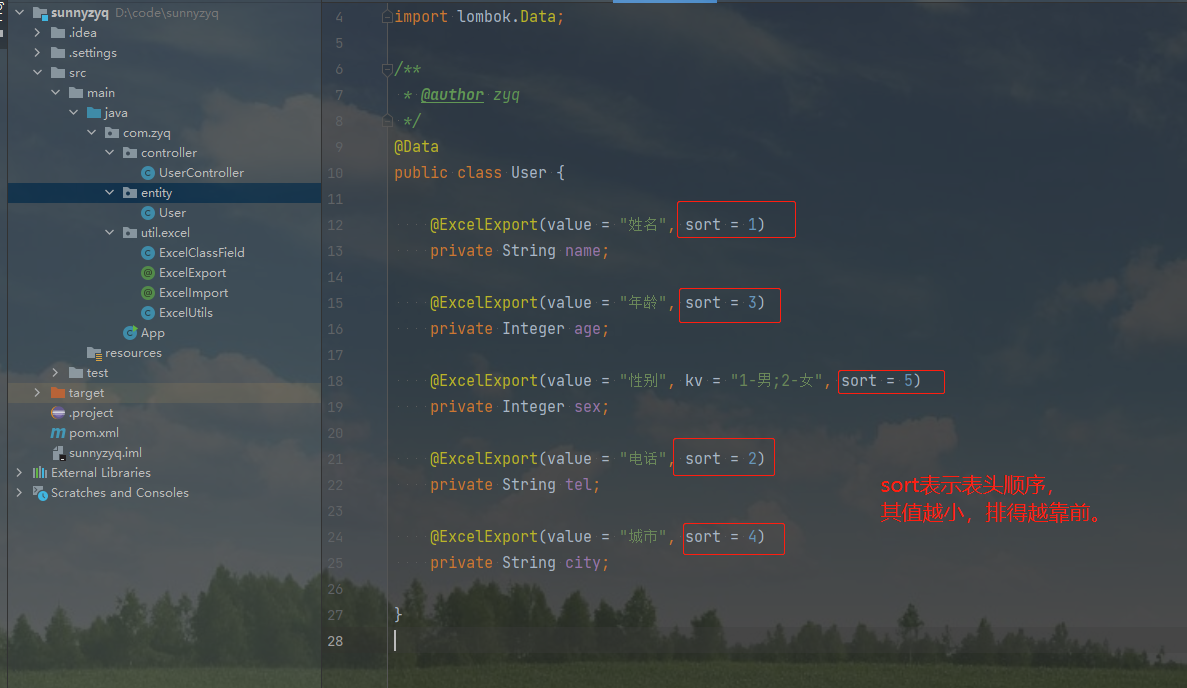 sunnyzyq D:\code\sunnyzyq
.idea
.settings
src
main
java
com.zyq
controller
UserController
entity
User
util.excel
ExcelClassField
ExcelExport
ExcelImport
ExcelUtils
App
resources
test
target
.project
pom.xml
sunnyzyq.iml
External Libraries
Scratches and Consoles
4 import lombok.Data;
5
6 /**
7 * @author zyq
8 */
9 @Data
10 public class User {
11
12 @ExcelExport(value = "姓名", sort = 1)
13 private String name;
14
15 @ExcelExport(value = "年龄", sort = 3)
16 private Integer age;
17
18 @ExcelExport(value = "性别", kv = "1-男;2-女", sort = 5)
19 private Integer sex;
20
21 @ExcelExport(value = "电话", sort = 2)
22 private String tel;
23
24 @ExcelExport(value = "城市", sort = 4)
25 private String city;
26
27 }
28
sort表示表头顺序，
其值越小，排得越靠前。